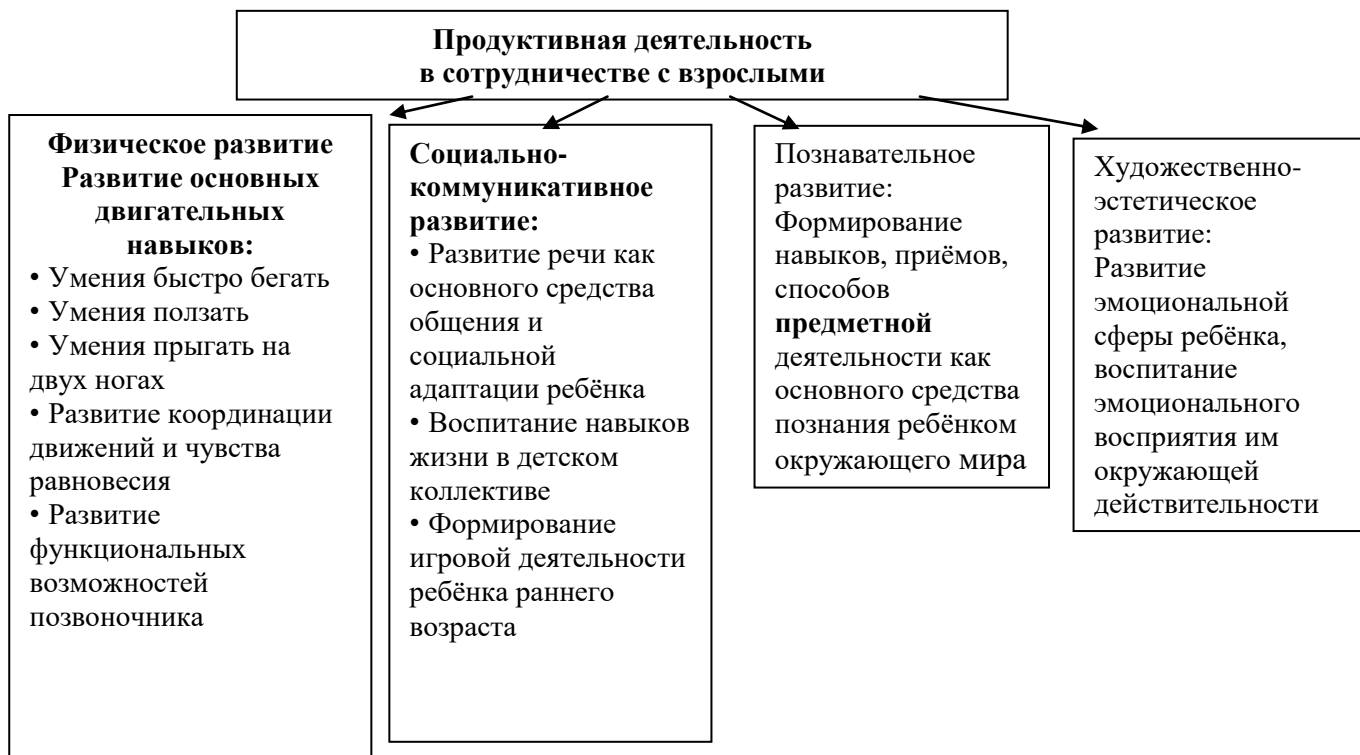 Продуктивная деятельность
в сотрудничестве с взрослыми
Физическое развитие
Развитие основных
двигательных
навыков:
• Умения быстро бегать
• Умения ползать
• Умения прыгать на
двух ногах
• Развитие координации
движений и чувства
равновесия
• Развитие
функциональных
возможностей
позвоночника
Социально-
коммуникативное
развитие:
• Развитие речи как
основного средства
общения и
социальной
адаптации ребёнка
• Воспитание навыков
жизни в детском
коллективе
• Формирование
игровой деятельности
ребёнка раннего
возраста
Познавательное
развитие:
Формирование
навыков, приёмов,
способов
предметной
деятельности как
основного средства
познания ребёнком
окружающего мира
Художественно-
эстетическое
развитие:
Развитие
эмоциональной
сферы ребёнка,
воспитание
эмоционального
восприятия им
окружающей
действительности